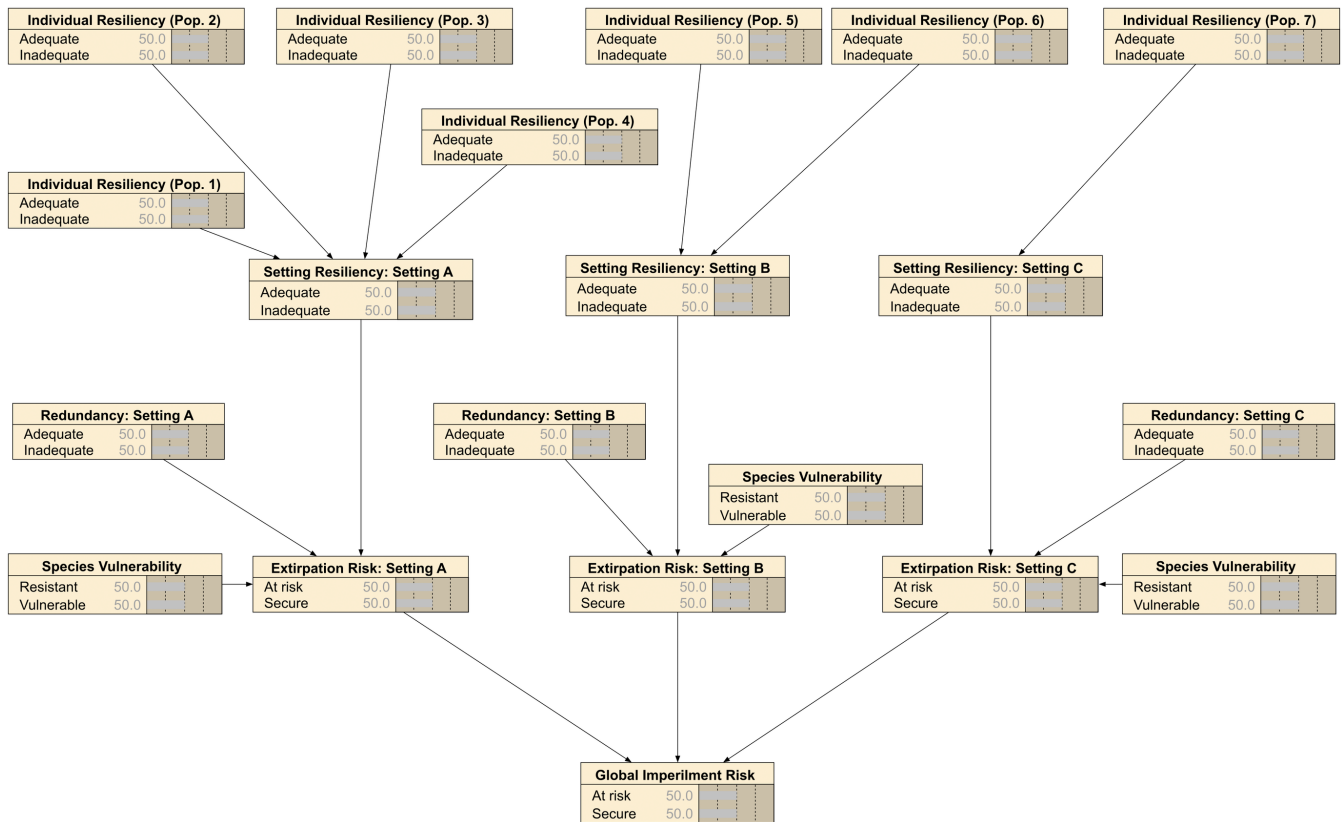 Individual Resiliency (Pop. 2)
Adequate 50.0
Inadequate 50.0
Individual Resiliency (Pop. 3)
Adequate 50.0
Inadequate 50.0
Individual Resiliency (Pop. 5)
Adequate 50.0
Inadequate 50.0
Individual Resiliency (Pop. 6)
Adequate 50.0
Inadequate 50.0
Individual Resiliency (Pop. 7)
Adequate 50.0
Inadequate 50.0
Individual Resiliency (Pop. 4)
Adequate 50.0
Inadequate 50.0
Individual Resiliency (Pop. 1)
Adequate 50.0
Inadequate 50.0
Setting Resiliency: Setting A
Adequate 50.0
Inadequate 50.0
Setting Resiliency: Setting B
Adequate 50.0
Inadequate 50.0
Setting Resiliency: Setting C
Adequate 50.0
Inadequate 50.0
Redundancy: Setting A
Adequate 50.0
Inadequate 50.0
Redundancy: Setting B
Adequate 50.0
Inadequate 50.0
Redundancy: Setting C
Adequate 50.0
Inadequate 50.0
Species Vulnerability
Resistant 50.0
Vulnerable 50.0
Species Vulnerability
Resistant 50.0
Vulnerable 50.0
Extirpation Risk: Setting A
At risk 50.0
Secure 50.0
Extirpation Risk: Setting B
At risk 50.0
Secure 50.0
Extirpation Risk: Setting C
At risk 50.0
Secure 50.0
Species Vulnerability
Resistant 50.0
Vulnerable 50.0
Global Imperilment Risk
At risk 50.0
Secure 50.0